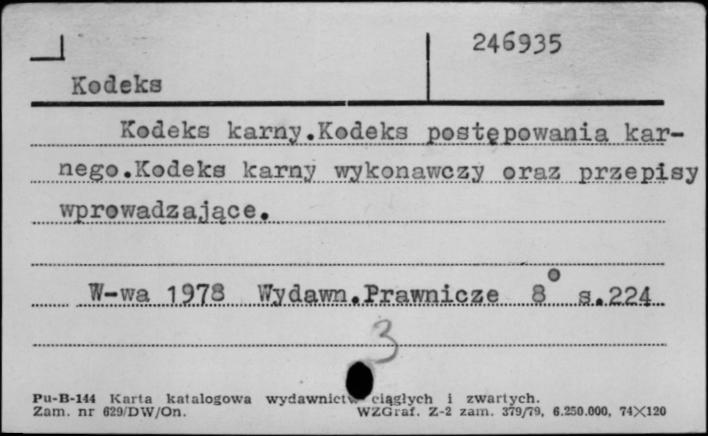 246935
Kodeks
Kodeks karny.Kodeks postępowania kar-
nego.Kodeks karny wykonawczy oraz przepisy
wprowadzające.
W-wa 1978 Wydawn.Prawnicze 8° s.224
3
Pu-B-144 Karta katalogowa wydawnictw ciągłych i zwartych.
Zam. nr 629/DW/On. WZGraf. Z-2 zam. 379/79, 6.250.000, 74×120